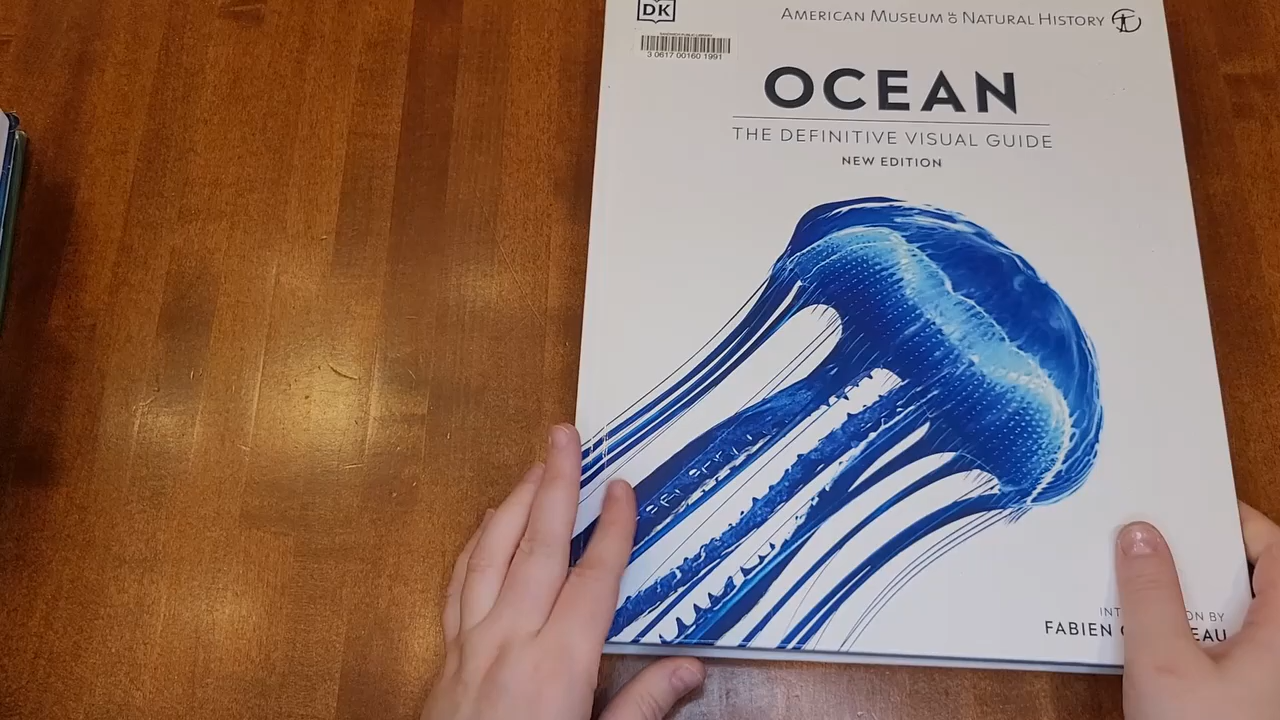 DK
AMERICAN MUSEUM OF NATURAL HISTORY
3 0617 00160 1991
OCEAN
THE DEFINITIVE VISUAL GUIDE
NEW EDITION
FABIEN